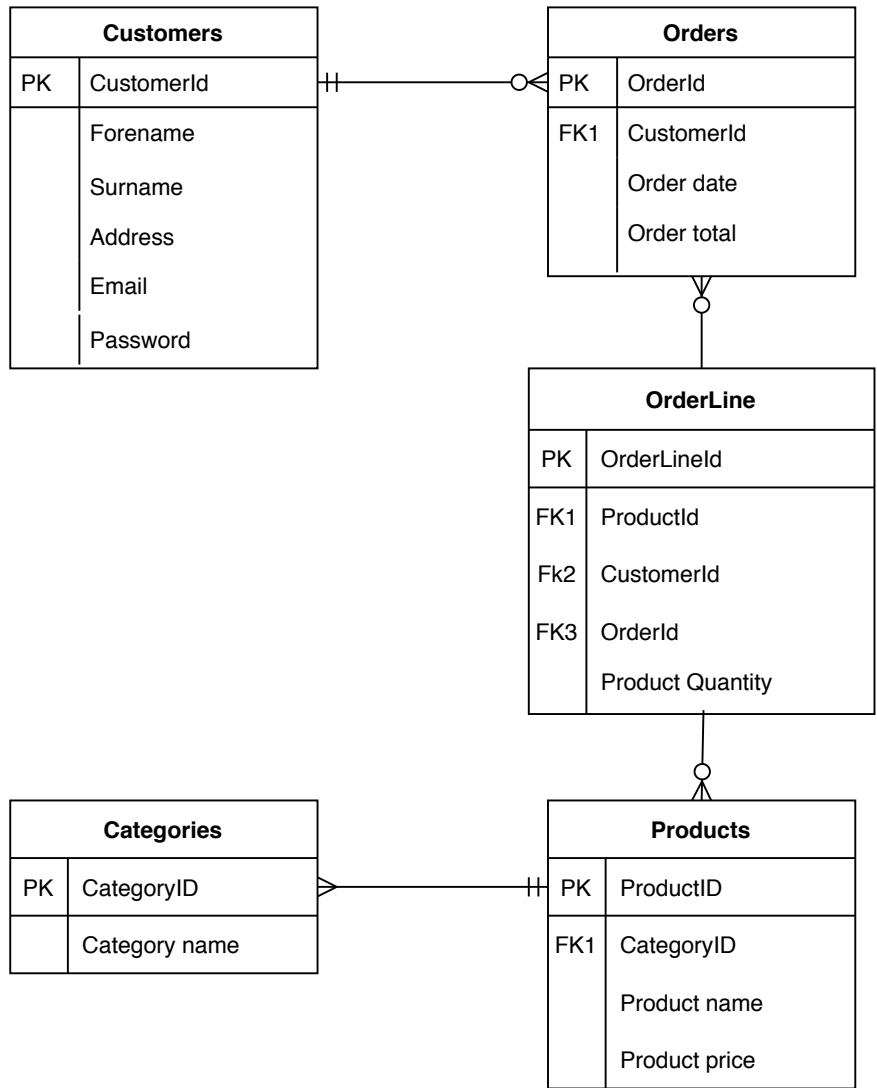 Customers
PK CustomerId
Forename
Surname
Address
Email
Password
Orders
PK OrderId
FK1 CustomerId
Order date
Order total
OrderLine
PK OrderLineId
FK1 ProductId
Fk2 CustomerId
FK3 OrderId
Product Quantity
Categories
PK CategoryID
Category name
Products
PK ProductID
FK1 CategoryID
Product name
Product price